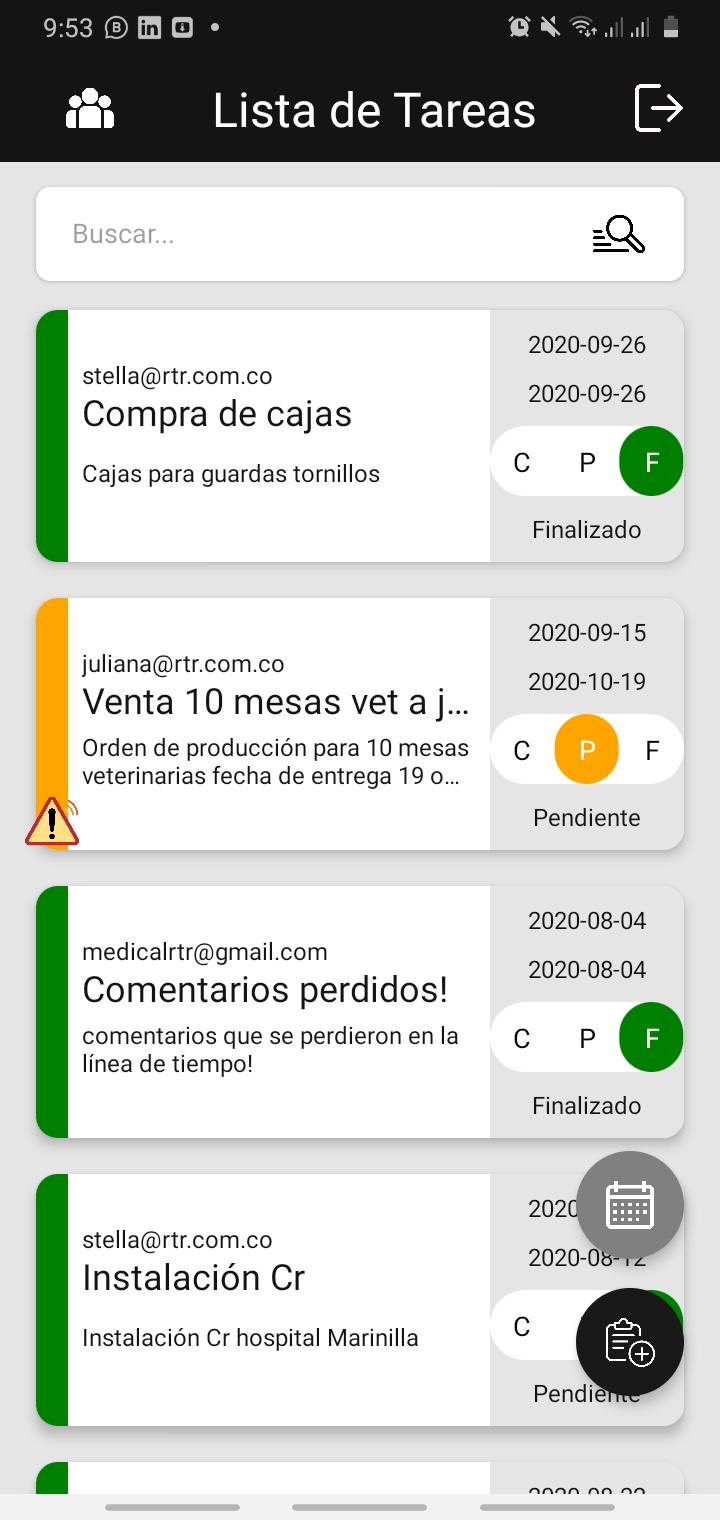 9:53
Lista de Tareas
Buscar...
stella@rtr.com.co
Compra de cajas
Cajas para guardas tornillos
2020-09-26
2020-09-26
C P F
Finalizado
juliana@rtr.com.co
Venta 10 mesas vet a j...
Orden de producción para 10 mesas
veterinarias fecha de entrega 19 o...
2020-09-15
2020-10-19
C P F
Pendiente
medicalrtr@gmail.com
Comentarios perdidos!
comentarios que se perdieron en la
línea de tiempo!
2020-08-04
2020-08-04
C P F
Finalizado
stella@rtr.com.co
Instalación Cr
Instalación Cr hospital Marinilla
2020
2020-08-12
C
Pendiente